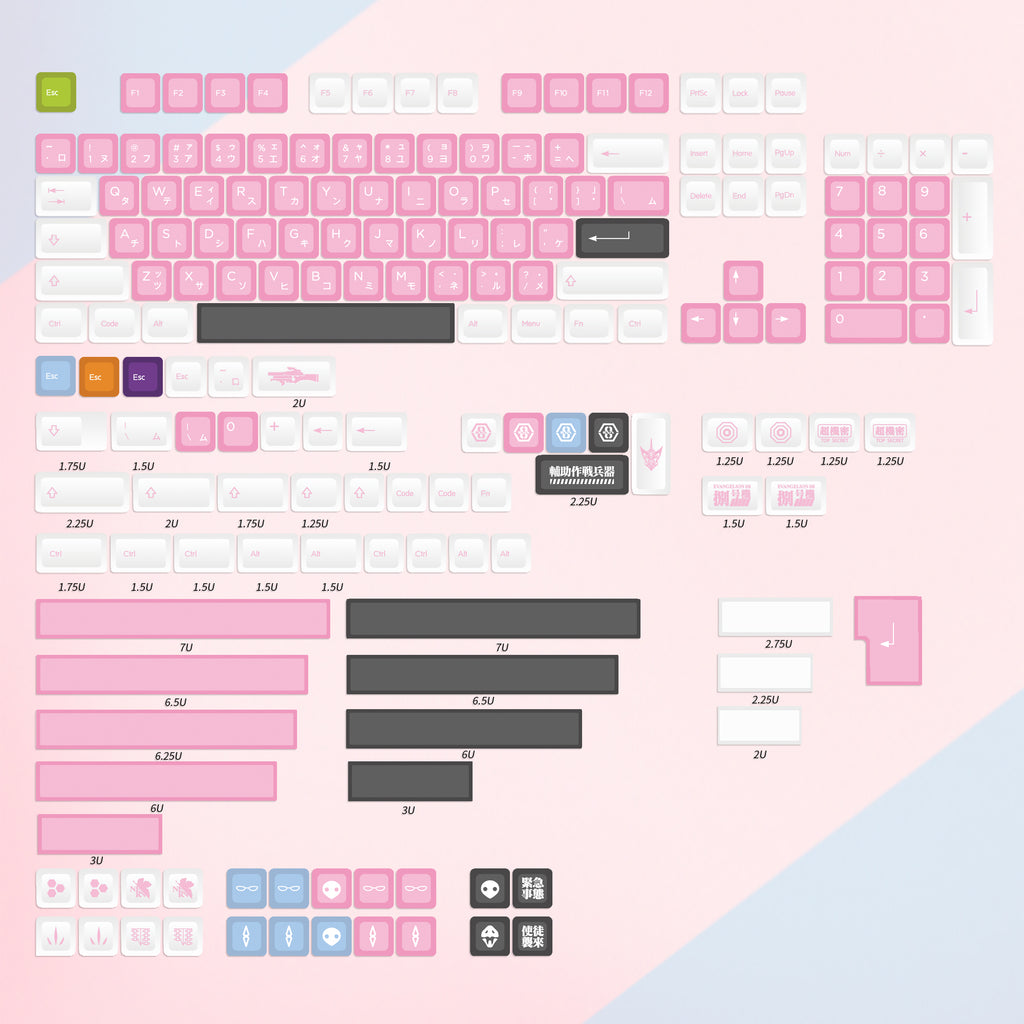 Esc F1 F2 F3 F4 F5 F6 F7 F8 F9 F10 F11 F12 PrtSc Lock Pause
~ ` ロ ! 1 ヌ @ 2 フ # 3 ア $ 4 ウ % 5 エ ^ 6 オ & 7 ヤ * 8 ユ ( 9 ヨ ) 0 ワ ヲ - ホ + = ヘ ← Insert Home PgUp Num ÷ × -
Q タ W テ E イ R ス T カ Y ン U ナ I ニ O ラ P セ { [ 「 } ] 」 | \ ム Delete End PgDn 7 8 9 +
A チ S ト D シ F ハ G キ H ク J マ K ノ L リ : ; レ " ' ケ 4 5 6
Z ツ X サ C ソ V ヒ B コ N ミ M モ < ネ > ル ? / メ ↑ 1 2 3
Ctrl Code Alt Alt Menu Fn Ctrl ← ↓ → 0 .
Esc Esc Esc Esc ~ ` ロ
2U
| \ ム | \ ム 0 + ← ←
1.75U 1.5U 1.5U
超機密 TOP SECRET 超機密 TOP SECRET
1.25U 1.25U 1.25U 1.25U
輔助作戦兵器
2.25U
Code Code Fn
2.25U 2U 1.75U 1.25U
EVANGELION 08 捌号機 EVANGELION 08 捌号機
1.5U 1.5U
Ctrl Ctrl Ctrl Alt Alt Ctrl Ctrl Alt Alt
1.75U 1.5U 1.5U 1.5U 1.5U
7U 7U 2.75U
6.5U 6.5U 2.25U
6.25U 6U 2U
6U 3U
3U
緊急
事態
使徒
襲來